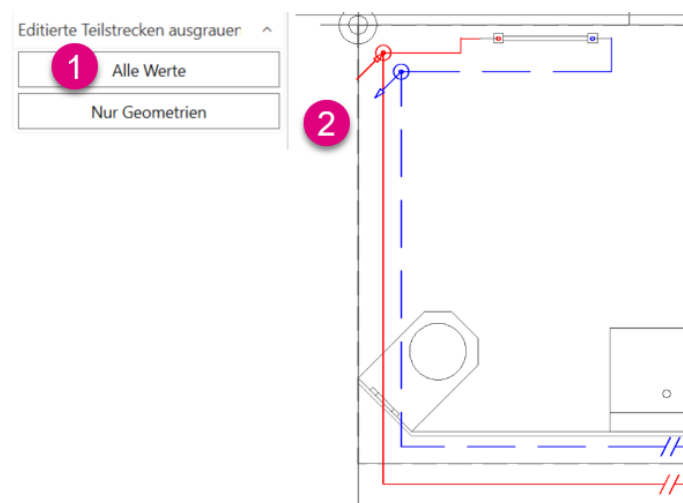 Editierte Teilstrecken ausgrauen
1
Alle Werte
Nur Geometrien
2